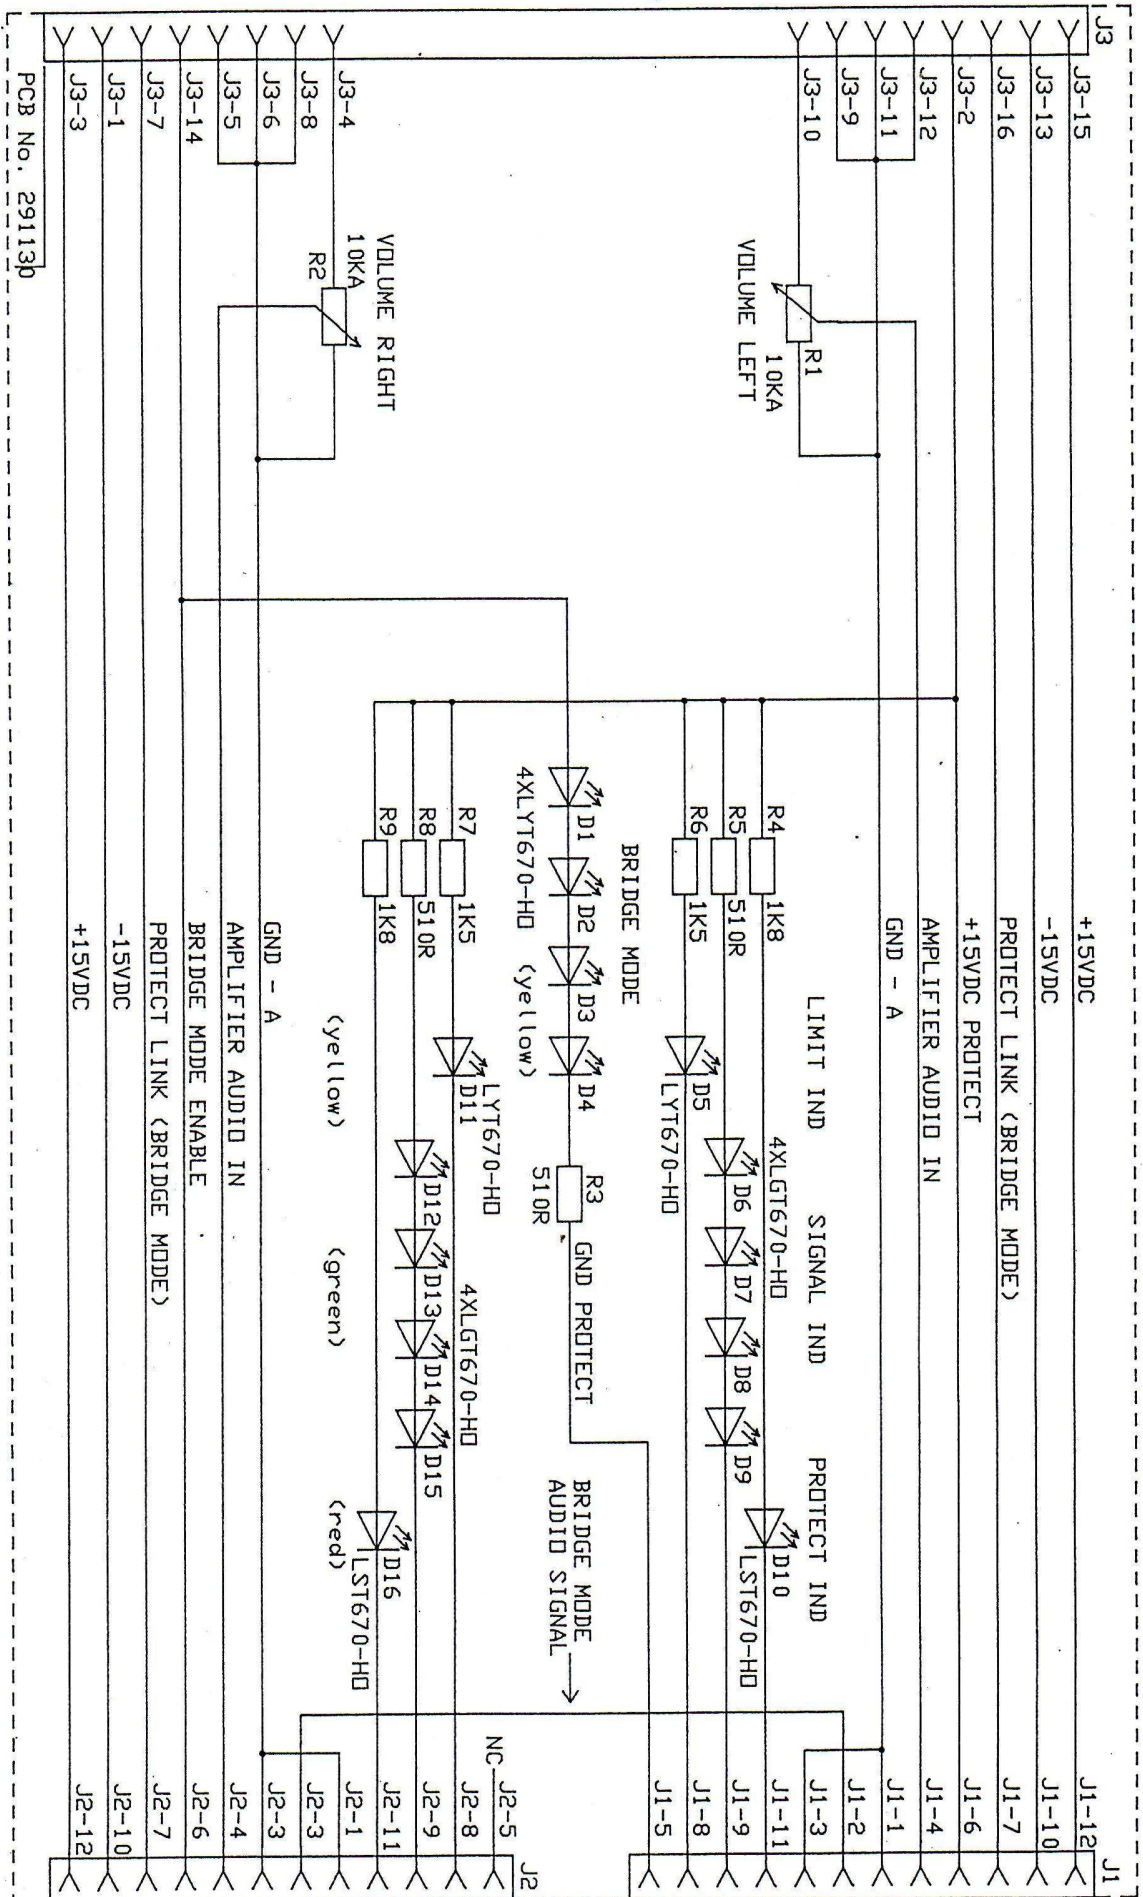 J3
J3-15
J3-13
J3-16
J3-2
J3-12
J3-11
J3-9
J3-10
J3-4
J3-8
J3-6
J3-5
J3-14
J3-7
J3-1
J3-3
PCB No. 291130
R1
10KA
VOLUME LEFT
VOLUME RIGHT
10KA
R2
+15VDC
-15VDC
PROTECT LINK (BRIDGE MODE)
+15VDC PROTECT
AMPLIFIER AUDIO IN
GND - A
LIMIT IND
SIGNAL IND
PROTECT IND
R4
1K8
D10
LST670-HO
4XLGT670-HO
R5
510R
D6
D7
D8
D9
R6
1K5
D5
LYT670-HO
BRIDGE MODE
D1
D2
D3
D4
4XLYT670-HO
(yellow)
R3
510R
GND PROTECT
BRIDGE MODE
AUDIO SIGNAL
R7
1K5
LYT670-HO
D11
R8
510R
4XLGT670-HO
D12
D13
D14
D15
R9
1K8
D16
LST670-HO
(yellow)
(green)
(red)
GND - A
AMPLIFIER AUDIO IN
BRIDGE MODE ENABLE
PROTECT LINK (BRIDGE MODE)
-15VDC
+15VDC
J1-12
J1-10
J1-7
J1-6
J1-4
J1-1
J1-2
J1-3
J1-11
J1-9
J1-8
J1-5
J1
NC
J2-5
J2-8
J2-9
J2-11
J2-1
J2-3
J2-3
J2-4
J2-6
J2-7
J2-10
J2-12
J2